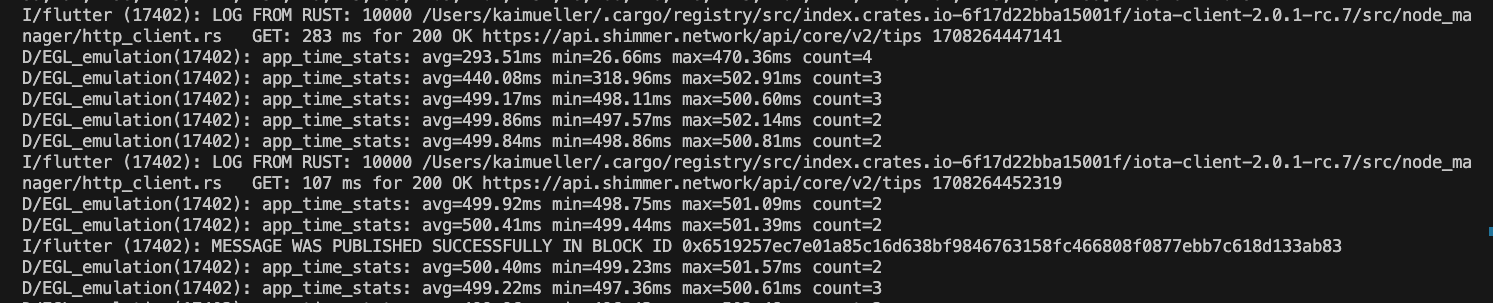 I/flutter (17402): LOG FROM RUST: 10000 /Users/kaimueller/.cargo/registry/src/index.crates.io-6f17d22bba15001f/iota-client-2.0.1-rc.7/src/node_ma
nager/http_client.rs   GET: 283 ms for 200 OK https://api.shimmer.network/api/core/v2/tips 1708264447141
D/EGL_emulation(17402): app_time_stats: avg=293.51ms min=26.66ms max=470.36ms count=4
D/EGL_emulation(17402): app_time_stats: avg=440.08ms min=318.96ms max=502.91ms count=3
D/EGL_emulation(17402): app_time_stats: avg=499.17ms min=498.11ms max=500.60ms count=3
D/EGL_emulation(17402): app_time_stats: avg=499.86ms min=497.57ms max=502.14ms count=2
D/EGL_emulation(17402): app_time_stats: avg=499.84ms min=498.86ms max=500.81ms count=2
I/flutter (17402): LOG FROM RUST: 10000 /Users/kaimueller/.cargo/registry/src/index.crates.io-6f17d22bba15001f/iota-client-2.0.1-rc.7/src/node_ma
nager/http_client.rs   GET: 107 ms for 200 OK https://api.shimmer.network/api/core/v2/tips 1708264452319
D/EGL_emulation(17402): app_time_stats: avg=499.92ms min=498.75ms max=501.09ms count=2
D/EGL_emulation(17402): app_time_stats: avg=500.41ms min=499.44ms max=501.39ms count=2
I/flutter (17402): MESSAGE WAS PUBLISHED SUCCESSFULLY IN BLOCK ID 0x6519257ec7e01a85c16d638bf9846763158fc466808f0877ebb7c618d133ab83
D/EGL_emulation(17402): app_time_stats: avg=500.40ms min=499.23ms max=501.57ms count=2
D/EGL_emulation(17402): app_time_stats: avg=499.22ms min=497.36ms max=500.61ms count=3